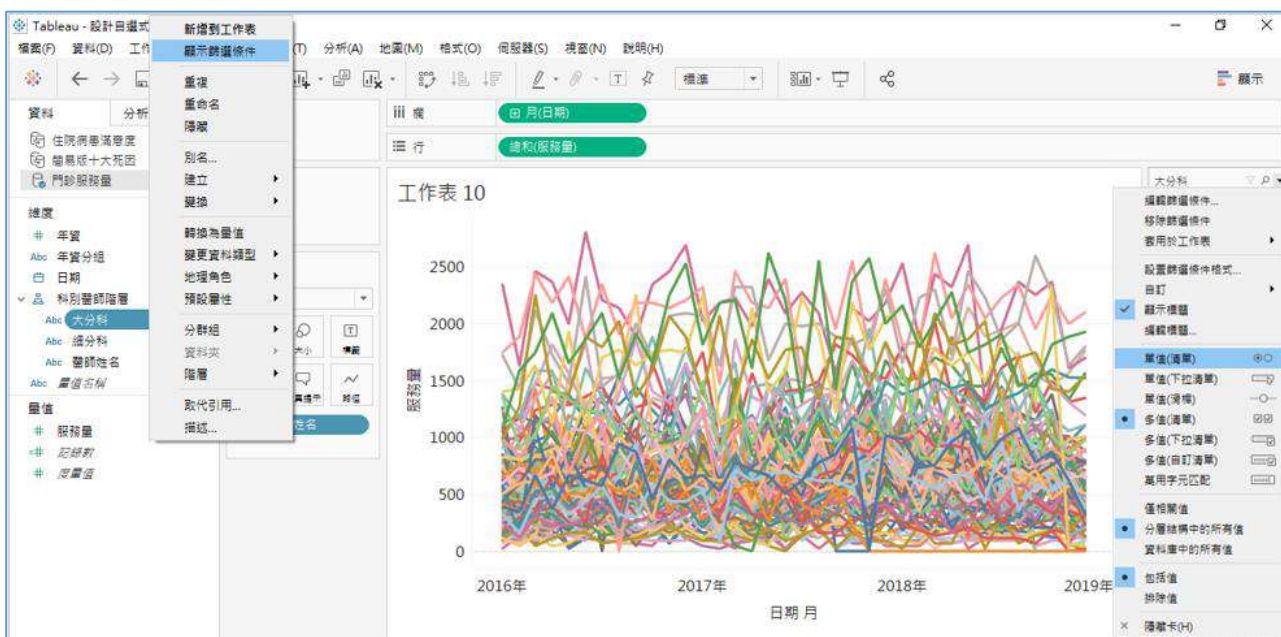 Tableau - 設計自選式
檔案(F) 資料(D) 工作
(T) 分析(A) 地圖(M) 格式(O) 伺服器(S) 視窗(N) 說明(H)
標準
顯示
資料
分析
住院病患滿意度
簡易版十大死因
門診服務量
維度
年資
Abc 年資分組
日期
科別醫師階層
Abc 大分科
Abc 細分科
Abc 醫師姓名
Abc 量值名稱
量值
服務量
記錄數
度量值
新增到工作表
顯示篩選條件
重複
重命名
隱藏
別名...
建立
變換
轉換為量值
變更資料類型
地理角色
預設屬性
分群組
資料夾
階層
取代引用...
描述...
大小
標籤
路徑
姓名
欄
月(日期)
行
總和(服務量)
工作表 10
服務量
2500
2000
1500
1000
500
0
2016年
2017年
2018年
2019年
日期 月
大分科
編輯篩選條件...
移除篩選條件
套用於工作表
設置篩選條件格式...
自訂
顯示標題
編輯標題...
單值(清單)
單值(下拉清單)
單值(滑桿)
多值(清單)
多值(下拉清單)
多值(自訂清單)
萬用字元匹配
僅相關值
分層結構中的所有值
資料庫中的所有值
包括值
排除值
隱藏卡(H)